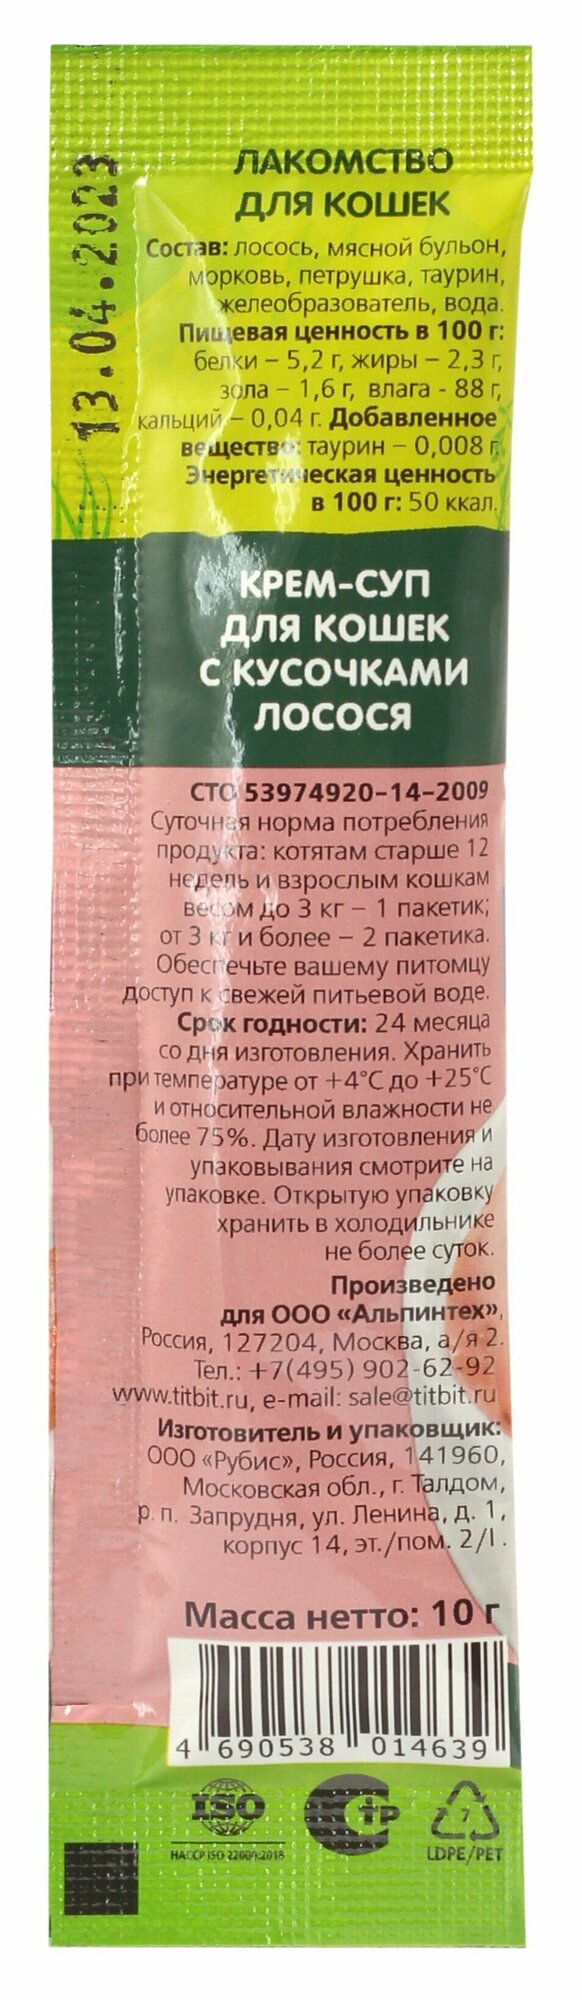 13.04.2023
ЛАКОМСТВО
ДЛЯ КОШЕК
Состав: лосось, мясной бульон,
морковь, петрушка, таурин,
желеобразователь, вода.
Пищевая ценность в 100 г:
белки – 5,2 г, жиры – 2,3 г,
зола – 1,6 г, влага - 88 г,
кальций – 0,04 г. Добавленное
вещество: таурин – 0,008 г.
Энергетическая ценность
в 100 г: 50 ккал.
КРЕМ-СУП
ДЛЯ КОШЕК
С КУСОЧКАМИ
ЛОСОСЯ
СТО 53974920–14–2009
Суточная норма потребления
продукта: котятам старше 12
недель и взрослым кошкам
весом до 3 кг – 1 пакетик;
от 3 кг и более – 2 пакетика.
Обеспечьте вашему питомцу
доступ к свежей питьевой воде.
Срок годности: 24 месяца
со дня изготовления. Хранить
при температуре от +4°С до +25°С
и относительной влажности не
более 75%. Дату изготовления и
упаковывания смотрите на
упаковке. Открытую упаковку
хранить в холодильнике
не более суток.
Произведено
для ООО «Альпинтех»,
Россия, 127204, Москва, а/я 2.
Тел.: +7(495) 902-62-92
www.titbit.ru, e-mail: sale@titbit.ru
Изготовитель и упаковщик:
ООО «Рубис», Россия, 141960,
Московская обл., г. Талдом,
р.п. Запрудня, ул. Ленина, д. 1,
корпус 14, эт./пом. 2/I.
Масса нетто: 10 г
4 690538 014639
ISO
HACCP ISO 22000:2018
СТР
7
LDPE/PET